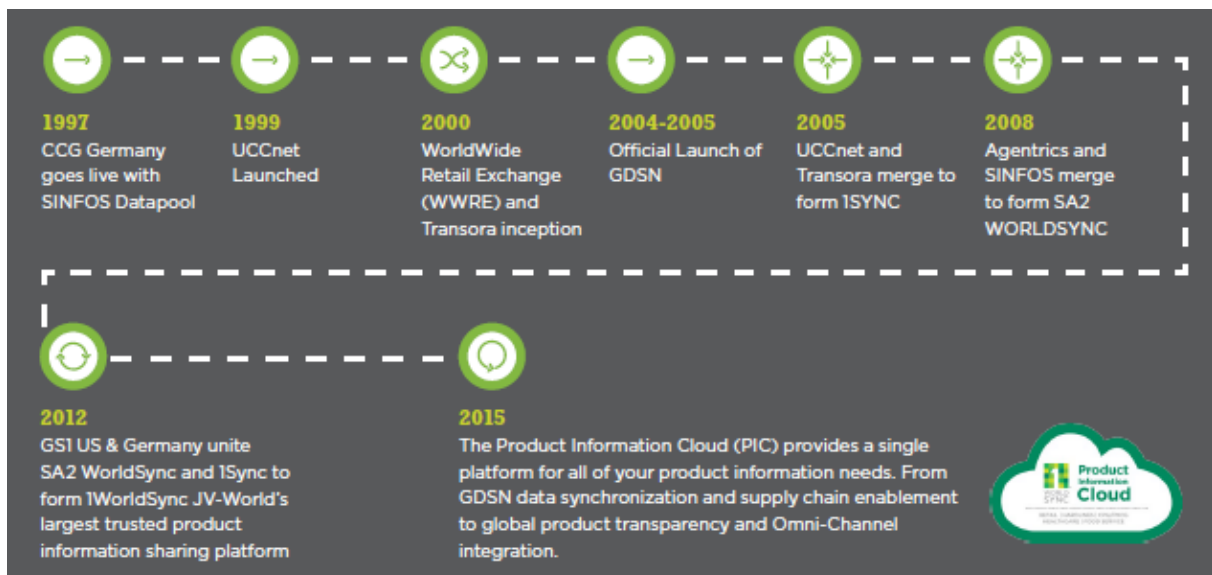 1997
CCG Germany
goes live with
SINFOS Datapool
1999
UCCnet
Launched
2000
WorldWide
Retail Exchange
(WWRE) and
Transora inception
2004-2005
Official Launch of
GDSN
2005
UCCnet and
Transora merge to
form 1SYNC
2008
Agentrics and
SINFOS merge
to form SA2
WORLDSYNC
2012
GS1 US & Germany unite
SA2 WorldSync and 1Sync to
form 1WorldSync JV-World's
largest trusted product
information sharing platform
2015
The Product Information Cloud (PIC) provides a single
platform for all of your product information needs. From
GDSN data synchronization and supply chain enablement
to global product transparency and Omni-Channel
integration.
1
WORLD
SYNC
Product
Information
Cloud